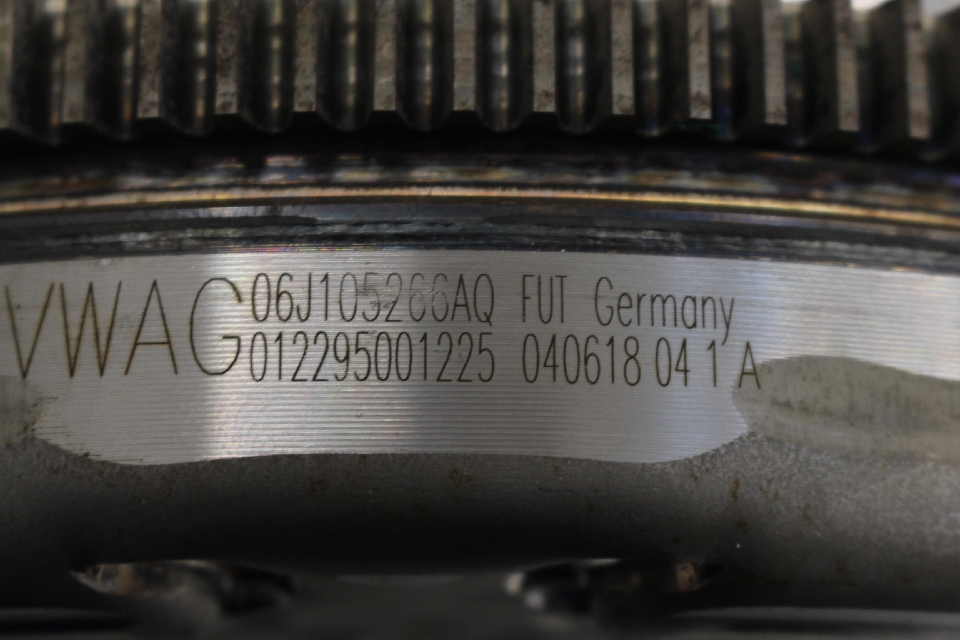 VWAG 06J105266AQ FUT Germany
012295001225 040618 04 1 A